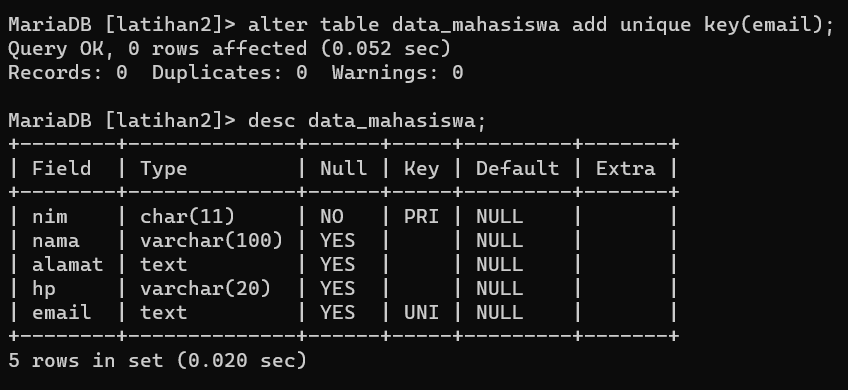 MariaDB [latihan2]> alter table data_mahasiswa add unique key(email);
Query OK, 0 rows affected (0.052 sec)
Records: 0  Duplicates: 0  Warnings: 0

MariaDB [latihan2]> desc data_mahasiswa;
+--------+--------------+------+-----+---------+-------+
| Field  | Type         | Null | Key | Default | Extra |
+--------+--------------+------+-----+---------+-------+
| nim    | char(11)     | NO   | PRI | NULL    |       |
| nama   | varchar(100) | YES  |     | NULL    |       |
| alamat | text         | YES  |     | NULL    |       |
| hp     | varchar(20)  | YES  |     | NULL    |       |
| email  | text         | YES  | UNI | NULL    |       |
+--------+--------------+------+-----+---------+-------+
5 rows in set (0.020 sec)